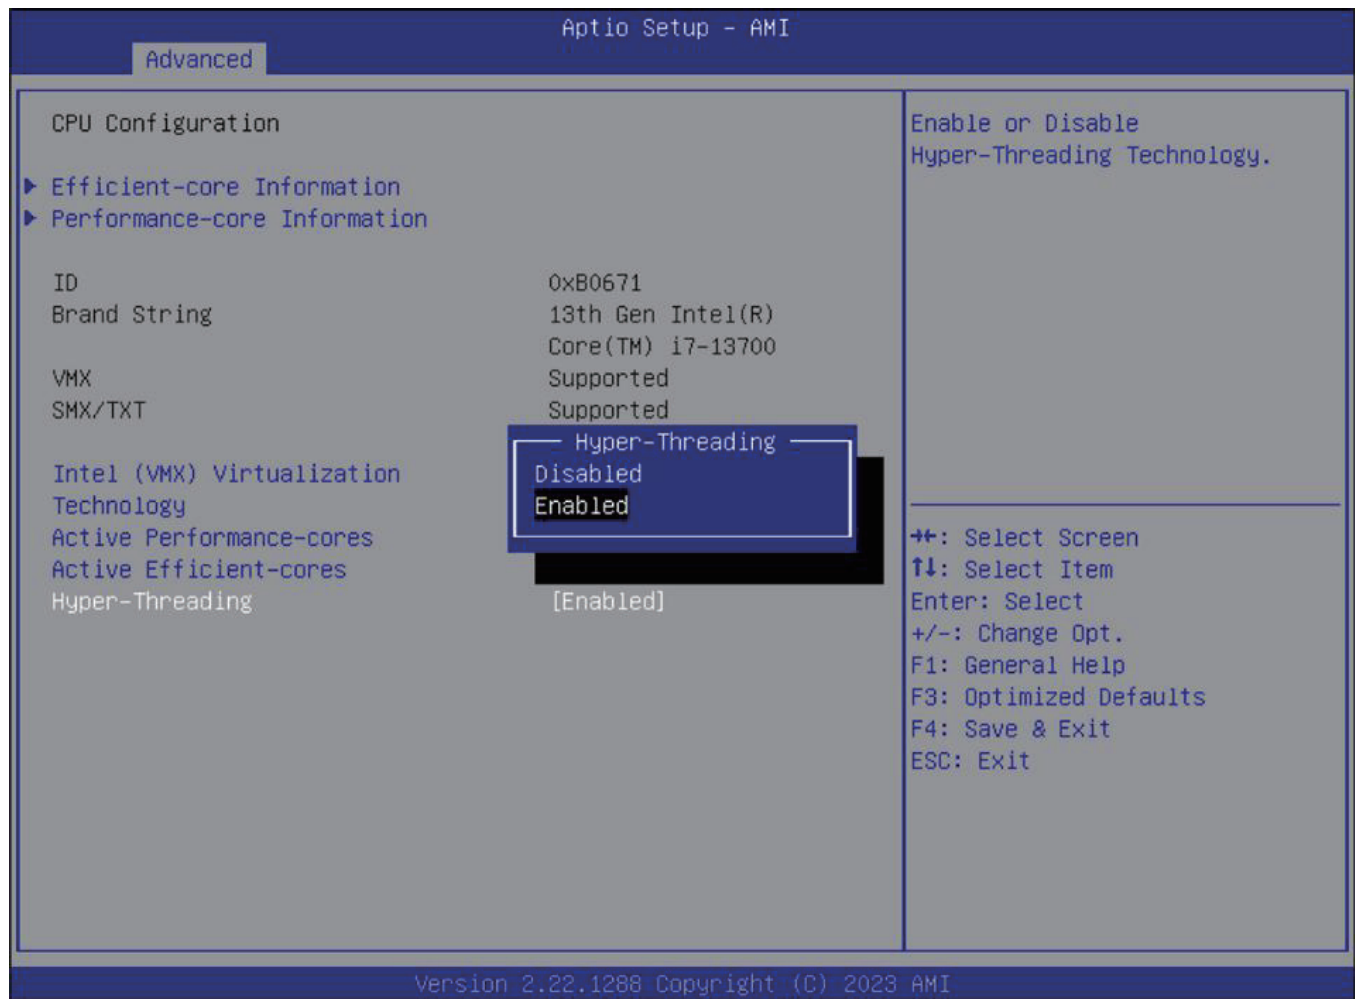 Aptio Setup – AMI
Advanced
CPU Configuration
Efficient-core Information
Performance-core Information
ID 0xB0671
Brand String 13th Gen Intel(R)
Core(TM) i7-13700
VMX Supported
SMX/TXT Supported
Intel (VMX) Virtualization
Technology
Active Performance-cores
Active Efficient-cores
Hyper-Threading [Enabled]
Hyper-Threading
Disabled
Enabled
Enable or Disable
Hyper-Threading Technology.
→←: Select Screen
↑↓: Select Item
Enter: Select
+/-: Change Opt.
F1: General Help
F3: Optimized Defaults
F4: Save & Exit
ESC: Exit
Version 2.22.1288 Copyright (C) 2023 AMI